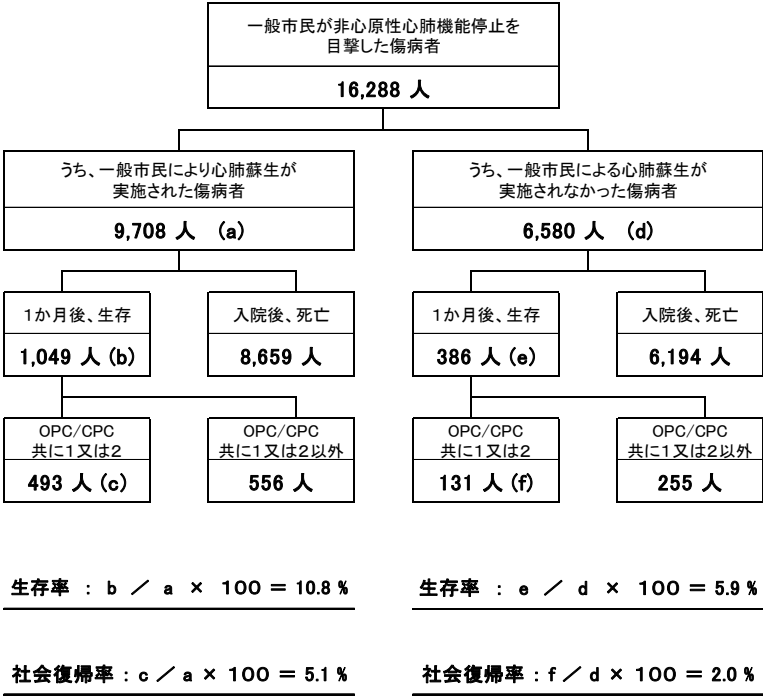 一般市民が非心原性心肺機能停止を
目撃した傷病者
16,288 人
うち、一般市民により心肺蘇生が
実施された傷病者
9,708 人 (a)
うち、一般市民による心肺蘇生が
実施されなかった傷病者
6,580 人 (d)
1か月後、生存
1,049 人 (b)
入院後、死亡
8,659 人
1か月後、生存
386 人 (e)
入院後、死亡
6,194 人
OPC/CPC
共に1又は2
493 人 (c)
OPC/CPC
共に1又は2以外
556 人
OPC/CPC
共に1又は2
131 人 (f)
OPC/CPC
共に1又は2以外
255 人
生存率 : b / a × 100 = 10.8 %
生存率 : e / d × 100 = 5.9 %
社会復帰率 : c / a × 100 = 5.1 %
社会復帰率 : f / d × 100 = 2.0 %